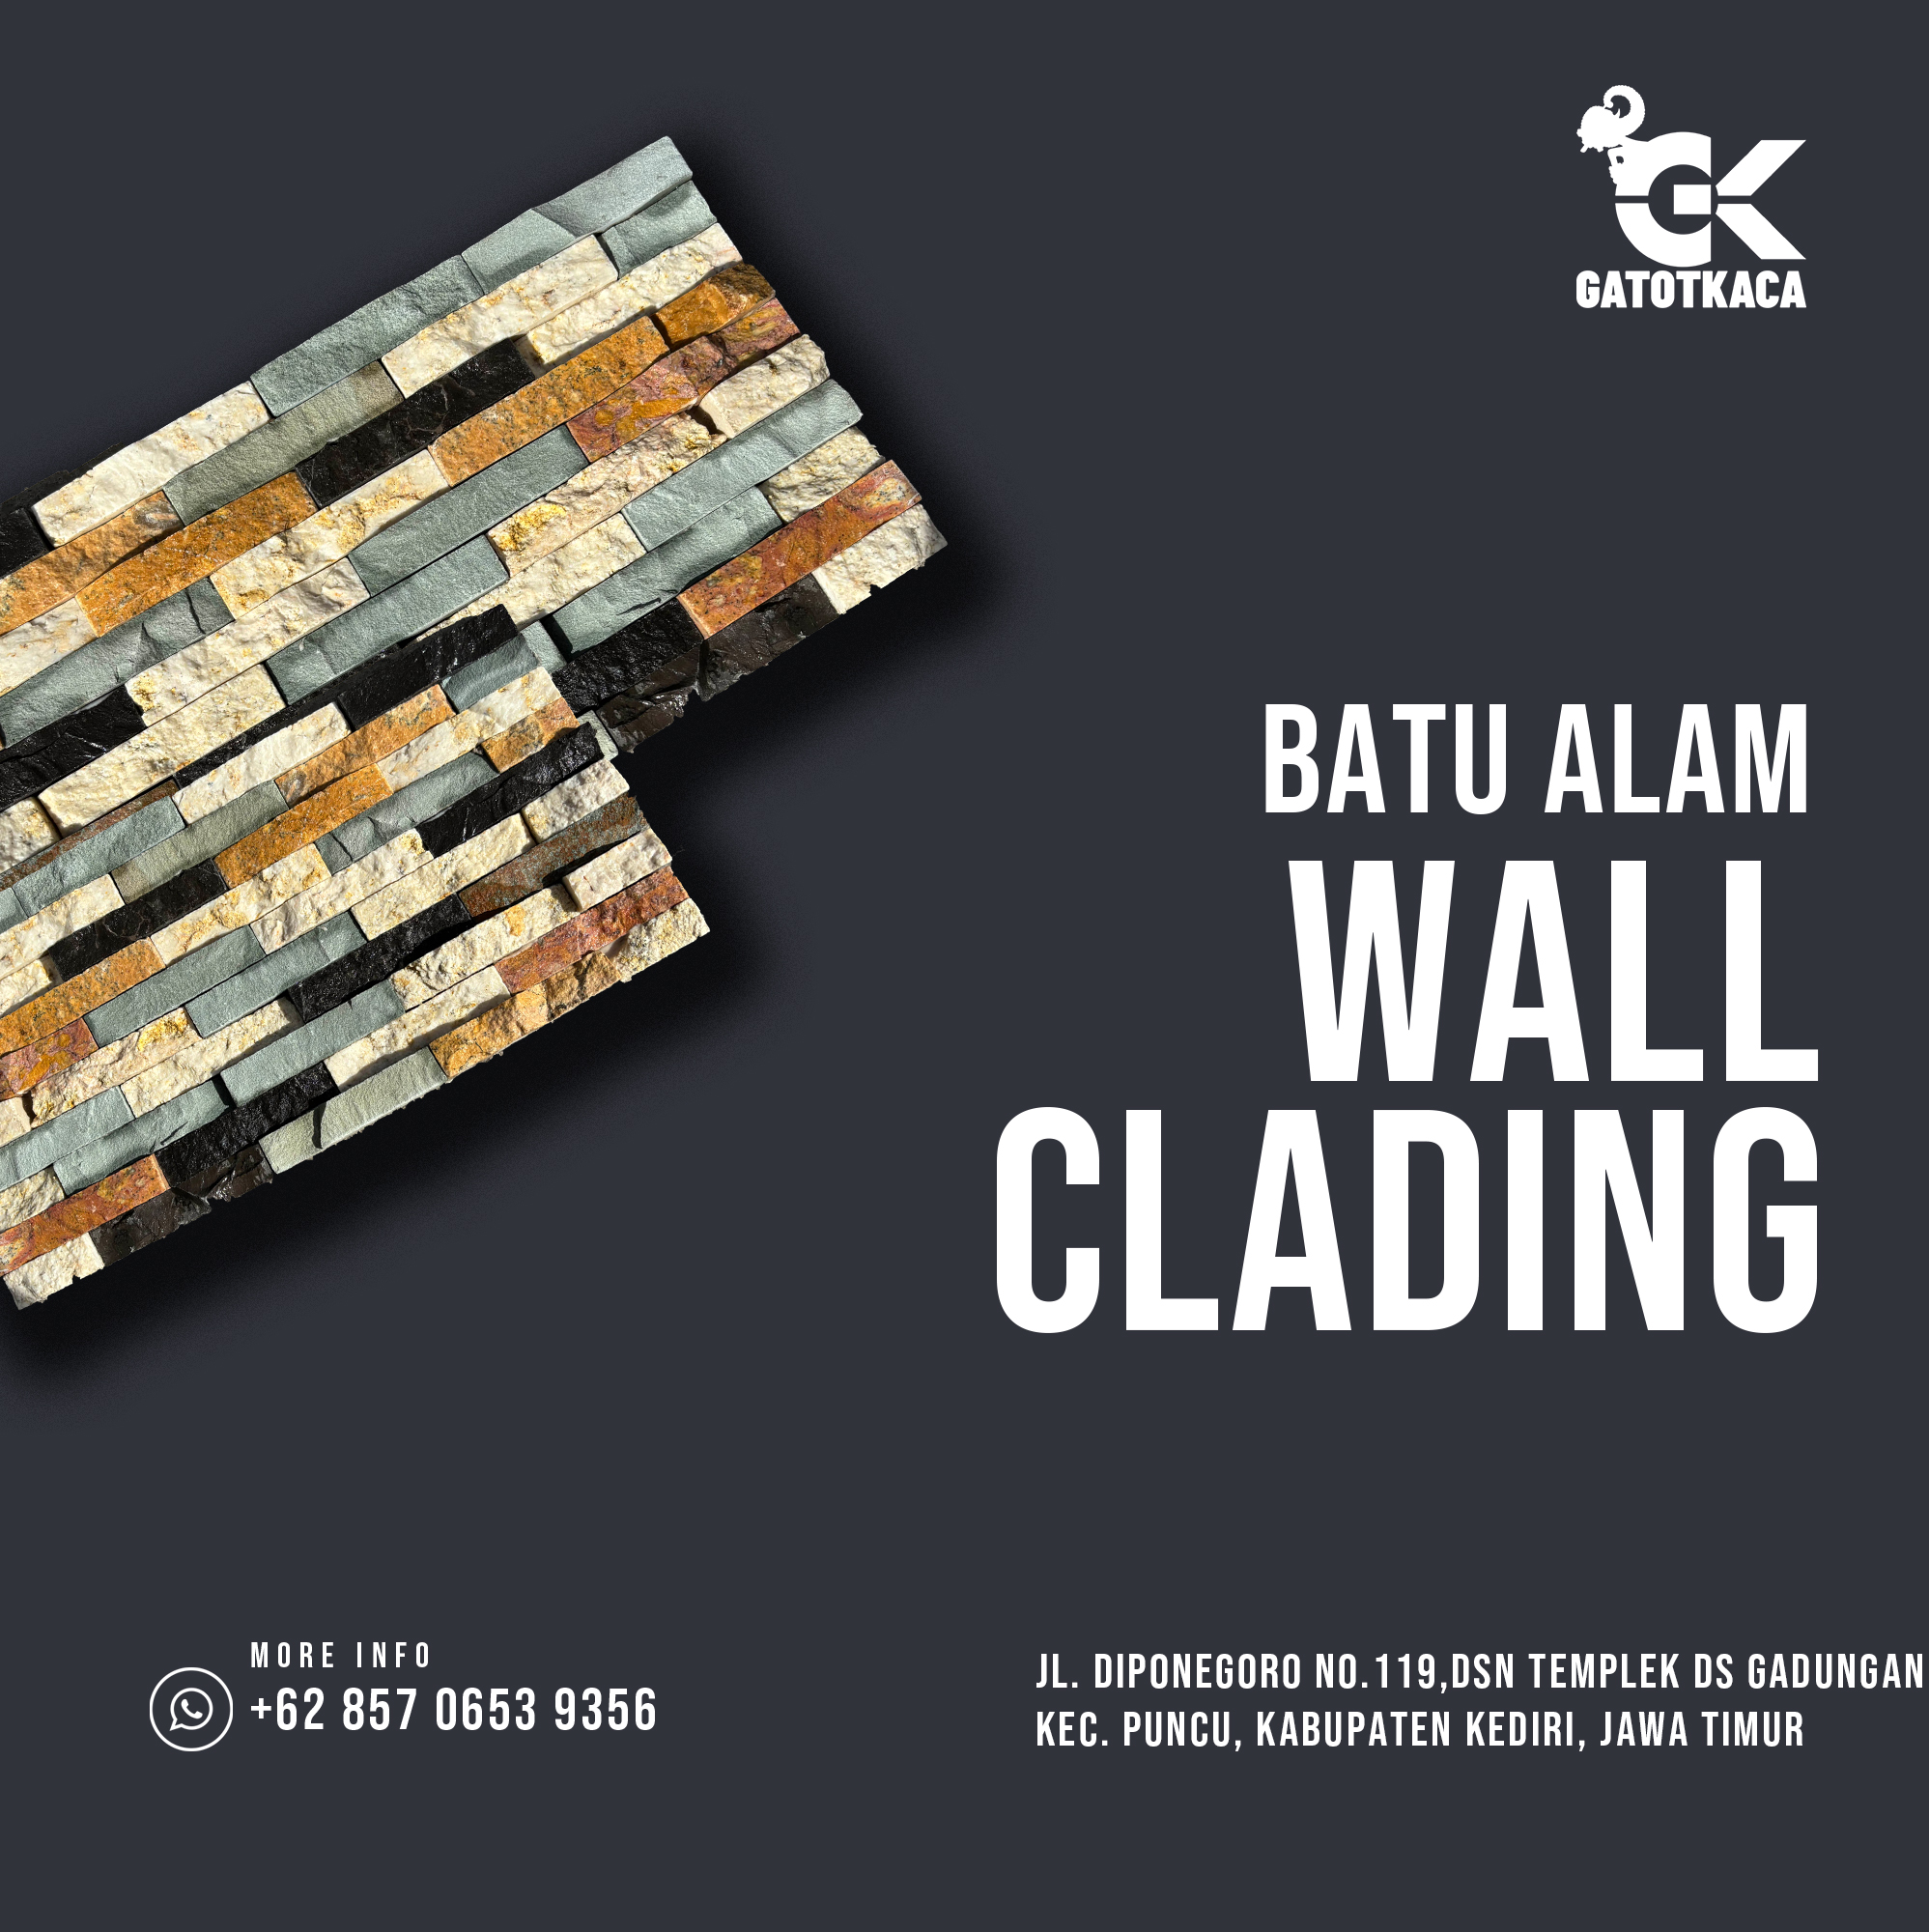 GK
GATOTKACA
BATU ALAM
WALL
CLADING
MORE INFO
+62 857 0653 9356
JL. DIPONEGORO NO.119,DSN TEMPLEK DS GADUNGAN
KEC. PUNCU, KABUPATEN KEDIRI, JAWA TIMUR